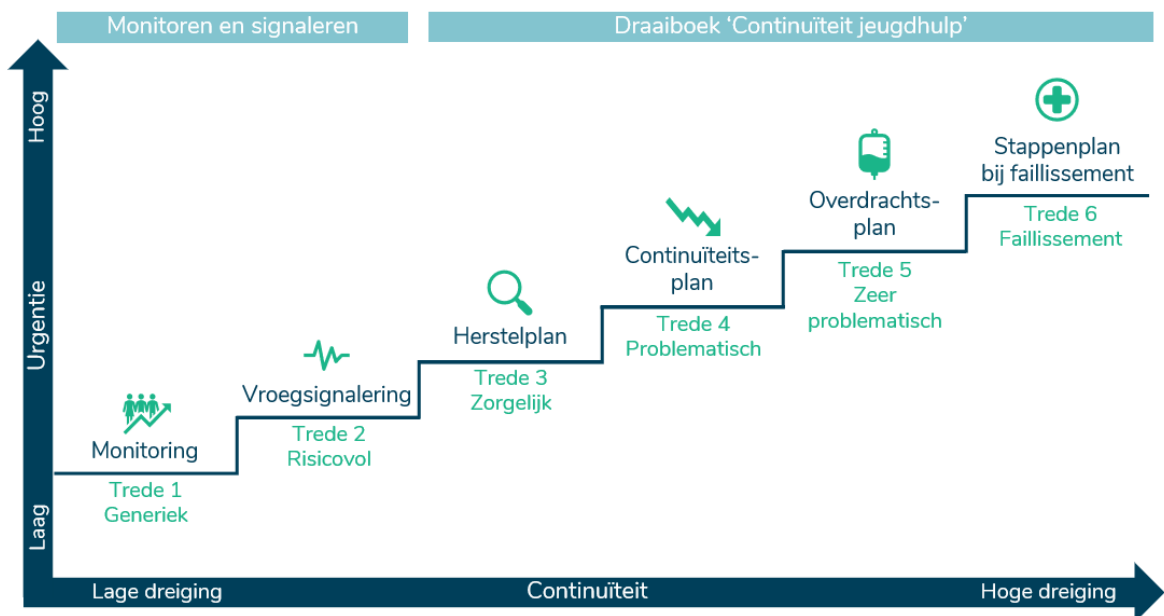 Monitoren en signaleren
Draaiboek ‘Continuïteit jeugdhulp’
Hoog
Urgentie
Laag
Monitoring
Trede 1
Generiek
Vroegsignalering
Trede 2
Risicovol
Herstelplan
Trede 3
Zorgelijk
Continuïteits-
plan
Trede 4
Problematisch
Overdrachts-
plan
Trede 5
Zeer
problematisch
Stappenplan
bij faillissement
Trede 6
Faillissement
Lage dreiging
Continuïteit
Hoge dreiging